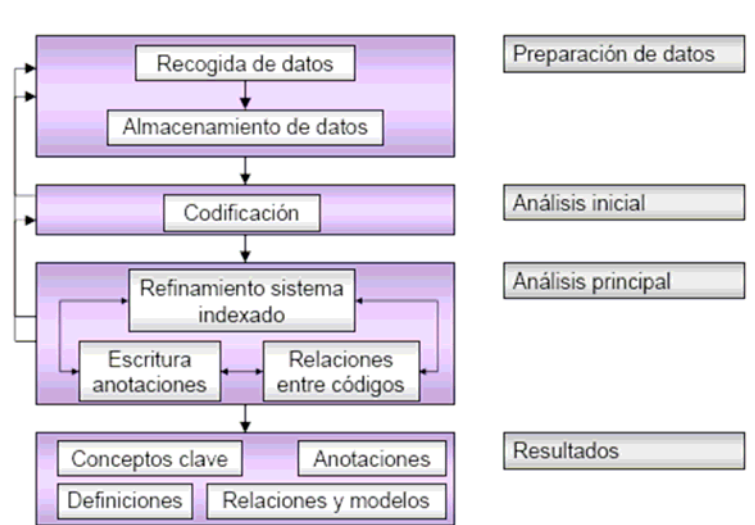 Recogida de datos
Preparación de datos
Almacenamiento de datos
Codificación
Análisis inicial
Refinamiento sistema
indexado
Análisis principal
Escritura
anotaciones
Relaciones
entre códigos
Conceptos clave
Anotaciones
Resultados
Definiciones
Relaciones y modelos